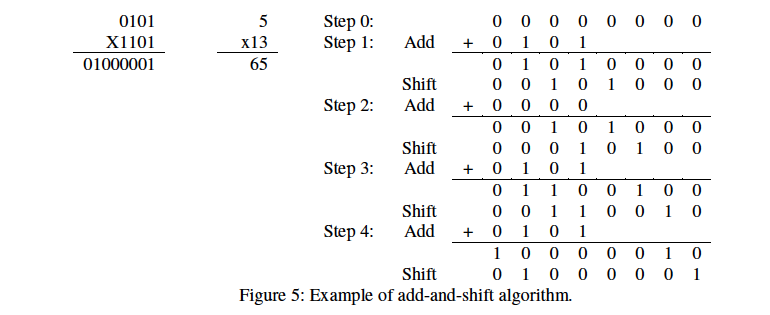 0101 5 Step 0: 0 0 0 0 0 0 0 0
X1101 x13 Step 1: Add + 0 1 0 1
01000001 65 0 1 0 1 0 0 0 0
Shift 0 0 1 0 1 0 0 0
Step 2: Add + 0 0 0 0
0 0 1 0 1 0 0 0
Shift 0 0 0 1 0 1 0 0
Step 3: Add + 0 1 0 1
0 1 1 0 0 1 0 0
Shift 0 0 1 1 0 0 1 0
Step 4: Add + 0 1 0 1
1 0 0 0 0 0 1 0
Shift 0 1 0 0 0 0 0 1
Figure 5: Example of add-and-shift algorithm.